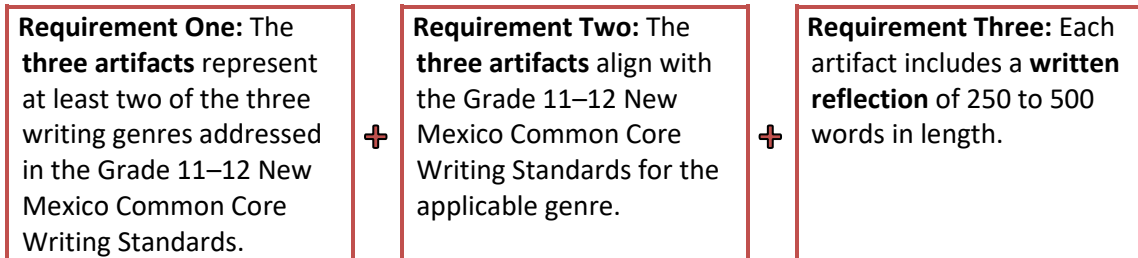 Requirement One: The
three artifacts represent
at least two of the three
writing genres addressed
in the Grade 11–12 New
Mexico Common Core
Writing Standards.
+
Requirement Two: The
three artifacts align with
the Grade 11–12 New
Mexico Common Core
Writing Standards for the
applicable genre.
+
Requirement Three: Each
artifact includes a written
reflection of 250 to 500
words in length.